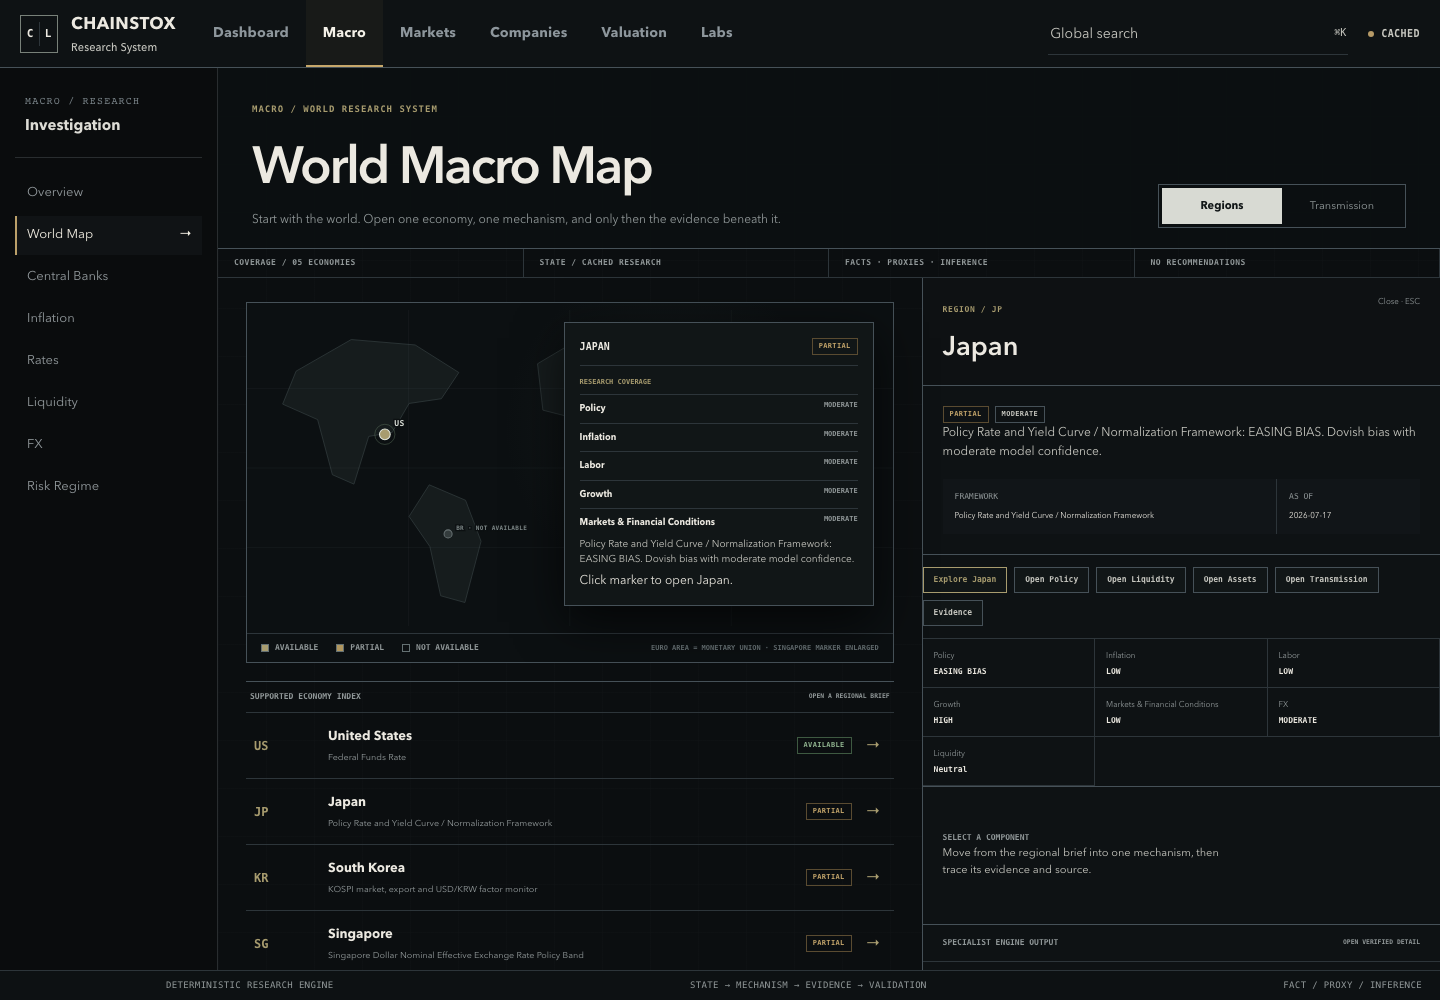 C L
CHAINSTOX
Research System
Dashboard
Macro
Markets
Companies
Valuation
Labs
Global search
⌘K
CACHED
MACRO / RESEARCH
Investigation
Overview
World Map →
Central Banks
Inflation
Rates
Liquidity
FX
Risk Regime
MACRO / WORLD RESEARCH SYSTEM
World Macro Map
Start with the world. Open one economy, one mechanism, and only then the evidence beneath it.
Regions
Transmission
COVERAGE / 05 ECONOMIES
STATE / CACHED RESEARCH
FACTS · PROXIES · INFERENCE
NO RECOMMENDATIONS
US
BR · NOT AVAILABLE
JAPAN
PARTIAL
RESEARCH COVERAGE
Policy MODERATE
Inflation MODERATE
Labor MODERATE
Growth MODERATE
Markets & Financial Conditions MODERATE
Policy Rate and Yield Curve / Normalization Framework:
EASING BIAS. Dovish bias with moderate model confidence.
Click marker to open Japan.
AVAILABLE
PARTIAL
NOT AVAILABLE
EURO AREA = MONETARY UNION · SINGAPORE MARKER ENLARGED
SUPPORTED ECONOMY INDEX
OPEN A REGIONAL BRIEF
US
United States
Federal Funds Rate
AVAILABLE →
JP
Japan
Policy Rate and Yield Curve / Normalization Framework
PARTIAL →
KR
South Korea
KOSPI market, export and USD/KRW factor monitor
PARTIAL →
SG
Singapore
Singapore Dollar Nominal Effective Exchange Rate Policy Band
PARTIAL →
REGION / JP
Close · ESC
Japan
PARTIAL
MODERATE
Policy Rate and Yield Curve / Normalization Framework: EASING BIAS. Dovish bias with
moderate model confidence.
FRAMEWORK
Policy Rate and Yield Curve / Normalization Framework
AS OF
2026-07-17
Explore Japan
Open Policy
Open Liquidity
Open Assets
Open Transmission
Evidence
Policy
EASING BIAS
Inflation
LOW
Labor
LOW
Growth
HIGH
Markets & Financial Conditions
LOW
FX
MODERATE
Liquidity
Neutral
SELECT A COMPONENT
Move from the regional brief into one mechanism, then
trace its evidence and source.
SPECIALIST ENGINE OUTPUT
OPEN VERIFIED DETAIL
DETERMINISTIC RESEARCH ENGINE
STATE → MECHANISM → EVIDENCE → VALIDATION
FACT / PROXY / INFERENCE